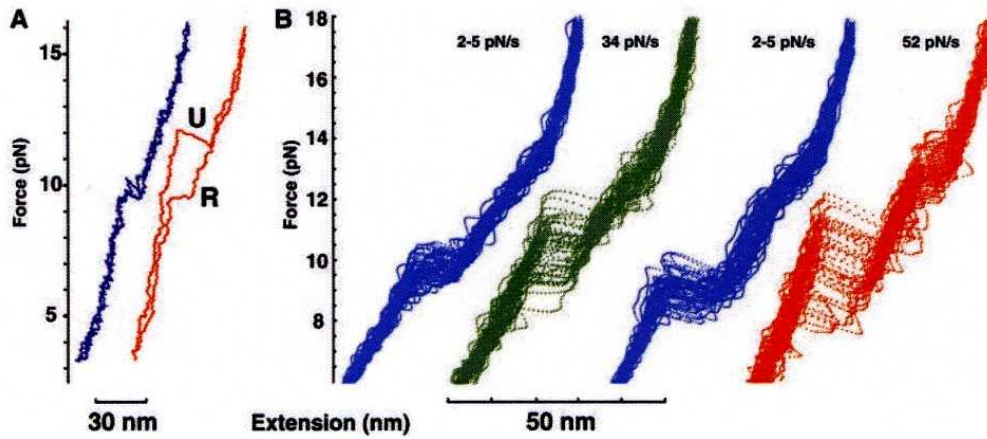 A
Force (pN)
15
10
5
U
R
30 nm
B
Force (pN)
18
16
14
12
10
8
2-5 pN/s
34 pN/s
2-5 pN/s
52 pN/s
Extension (nm)
50 nm